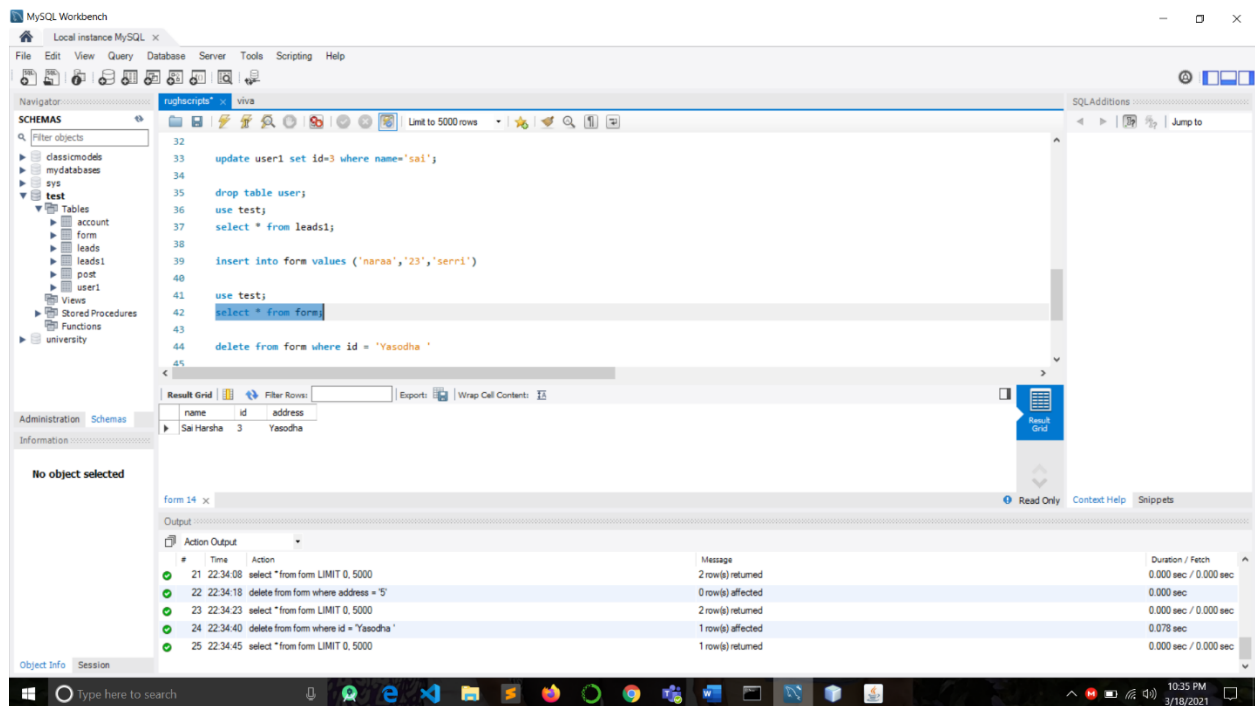 MySQL Workbench
Local instance MySQL ×
File Edit View Query Database Server Tools Scripting Help
Navigator
SCHEMAS
Filter objects
classicmodels
mydatabases
sys
test
Tables
account
form
leads
leads1
post
user1
Views
Stored Procedures
Functions
university
Administration Schemas
Information
No object selected
Object Info Session
rughscripts* × viva
Limit to 5000 rows
32
33 update user1 set id=3 where name='sai';
34
35 drop table user;
36 use test;
37 select * from leads1;
38
39 insert into form values ('naraa','23','serri')
40
41 use test;
42 select * from form;
43
44 delete from form where id = 'Yasodha '
45
Result Grid Filter Rows: Export: Wrap Cell Content:
name id address
Sai Harsha 3 Yasodha
Result Grid
form 14 ×
Read Only
SQLAdditions
Jump to
Context Help Snippets
Output
Action Output
# Time Action Message Duration / Fetch
21 22:34:08 select * from form LIMIT 0, 5000 2 row(s) returned 0.000 sec / 0.000 sec
22 22:34:18 delete from form where address = '5' 0 row(s) affected 0.000 sec
23 22:34:23 select * from form LIMIT 0, 5000 2 row(s) returned 0.000 sec / 0.000 sec
24 22:34:40 delete from form where id = 'Yasodha ' 1 row(s) affected 0.078 sec
25 22:34:45 select * from form LIMIT 0, 5000 1 row(s) returned 0.000 sec / 0.000 sec
Type here to search
10:35 PM
3/18/2021